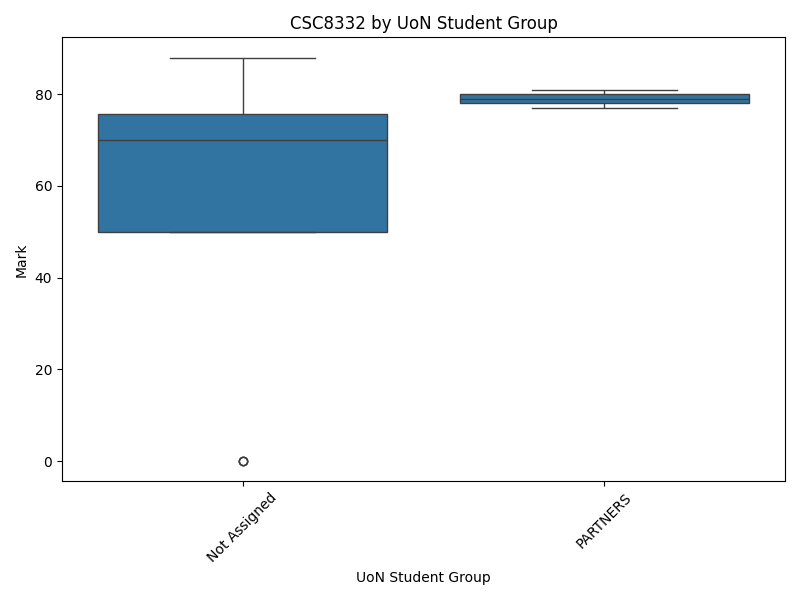 CSC8332 by UoN Student Group
Mark
80
60
40
20
0
Not Assigned
PARTNERS
UoN Student Group